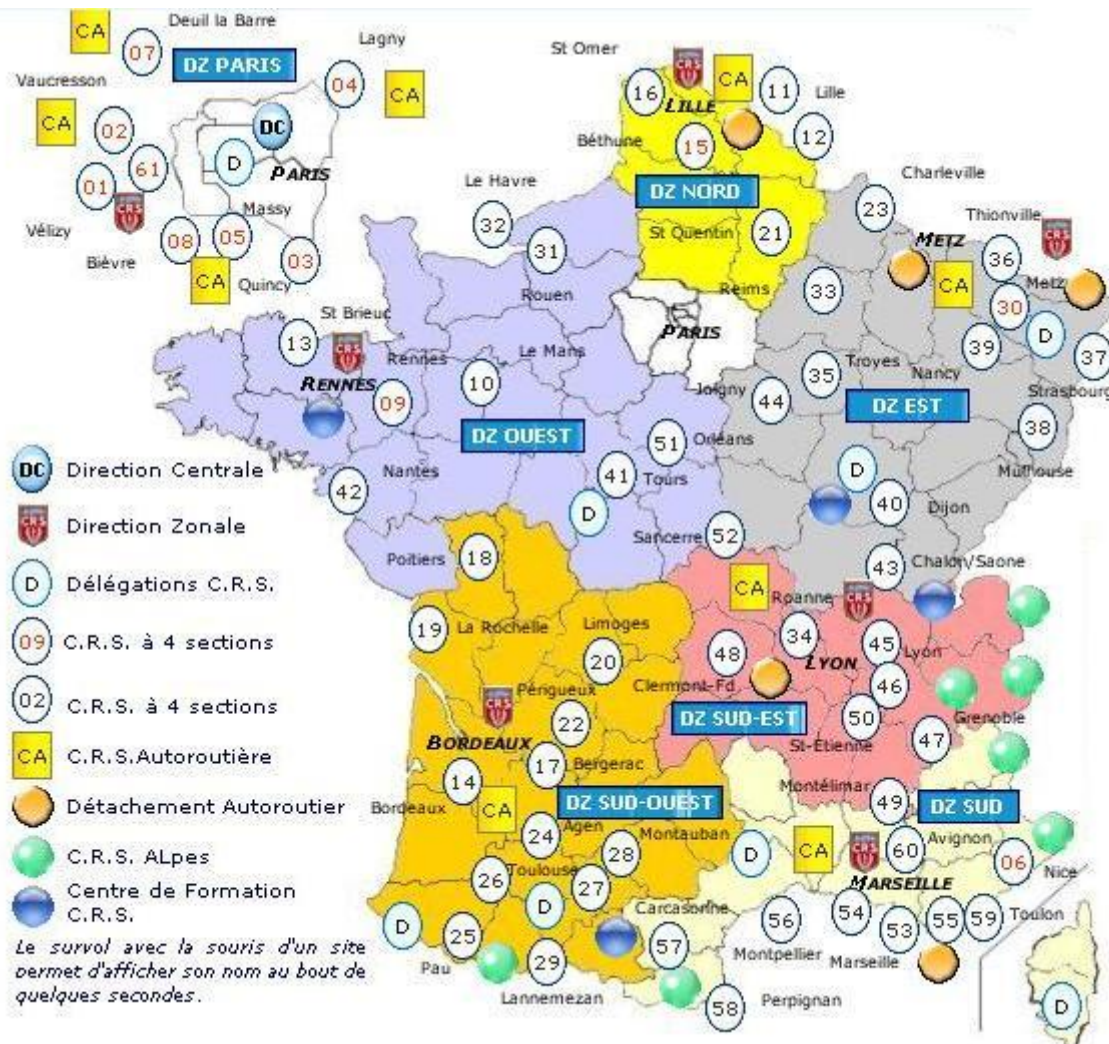 Deuil la Barre
CA
07
DZ PARIS
Lagny
04
CA
Vaucresson
CA
02
DC
D
PARIS
01
61
CRS
Vélizy
Massy
08
05
03
Bièvre
CA
Quincy
St Omer
CRS
CA
16
LILLE
11
Lille
12
Béthune
15
DZ NORD
St Quentin
21
Le Havre
32
31
Rouen
Charleville
23
Thionville
CRS
METZ
36
Metz
CA
33
30
Reims
D
39
37
Nancy
Strasbourg
PARIS
Troyes
35
Joigny
44
DZ EST
38
Mulhouse
St Brieuc
13
CRS
Rennes
RENNES
09
Le Mans
10
DZ OUEST
51
Orléans
41
Tours
D
Nantes
42
D
40
Dijon
Sancerre
52
43
Chalon/Saone
Poitiers
18
19
La Rochelle
Limoges
20
CA
Roanne
CRS
34
45
Lyon
LYON
48
Clermont-Fd
46
DZ SUD-EST
50
St-Etienne
Grenoble
47
Périgueux
CRS
22
BORDEAUX
17
Bergerac
14
Bordeaux
CA
DZ SUD-OUEST
24
Agen
Montauban
28
Toulouse
26
27
D
D
25
Pau
29
Lannemezan
Carcasonne
57
58
Perpignan
Montélimar
49
DZ SUD
D
CA
CRS
60
Avignon
06
Nice
MARSEILLE
56
Montpellier
54
53
55
59
Toulon
Marseille
D
DC Direction Centrale
CRS Direction Zonale
D Délégations C.R.S.
09 C.R.S. à 4 sections
02 C.R.S. à 4 sections
CA C.R.S.Autoroutière
Détachement Autoroutier
C.R.S. ALpes
Centre de Formation
C.R.S.
Le survol avec la souris d'un site
permet d'afficher son nom au bout de
quelques secondes.